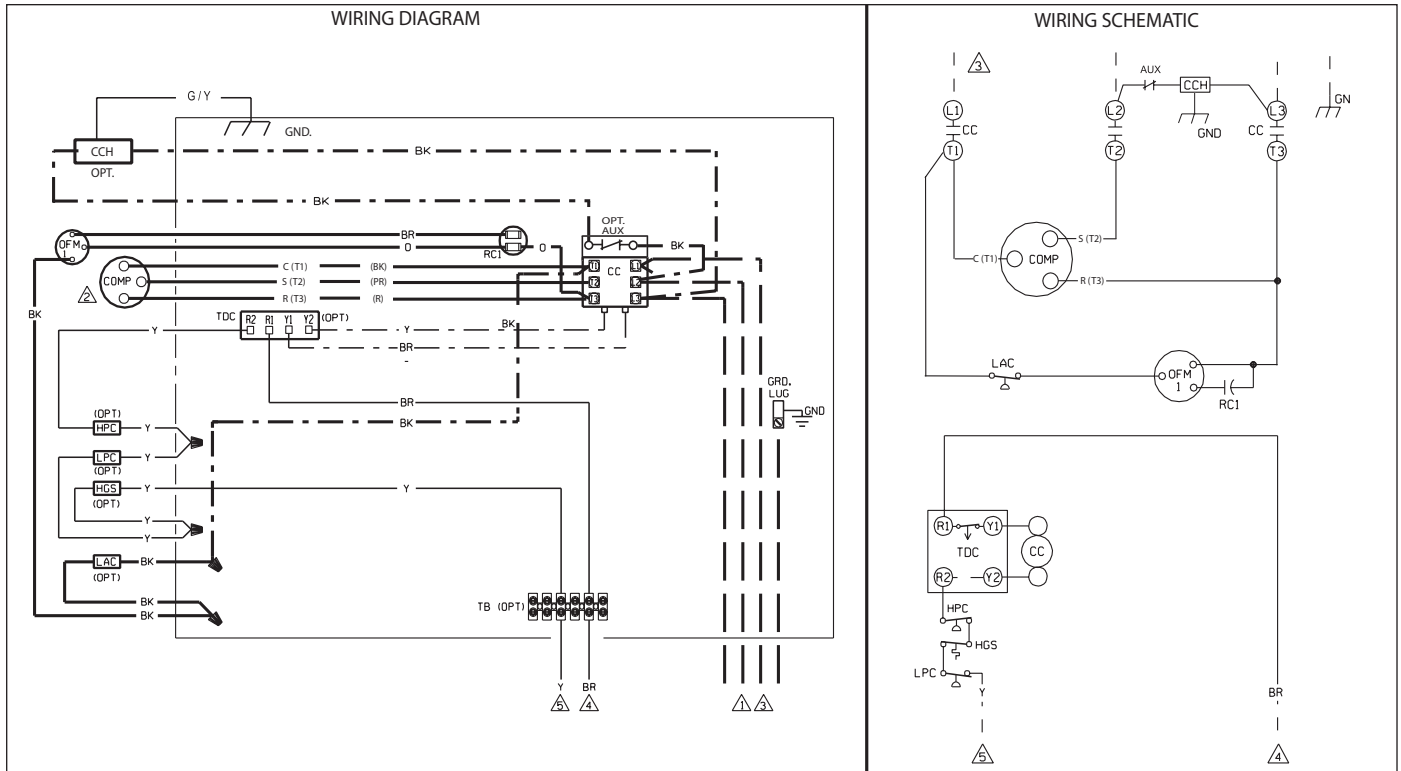 WIRING DIAGRAM
G/Y
GND.
CCH
OPT.
BK
BK
OPT.
AUX
OFM
1
BR
O
RC1
O
BK
C (T1) (BK)
S (T2) (PR)
R (T3) (R)
COMP
2
T1 CC L1
T2 L2
T3 L3
BK
TDC R2 R1 Y1 Y2 (OPT)
Y
Y
BK
BR
BR
BK
GRD.
LUG
GND
(OPT)
HPC Y
LPC Y
(OPT)
HGS Y
(OPT)
Y
Y
Y
LAC BK
(OPT)
BK
BK
TB (OPT)
Y BR
5 4 1 3
WIRING SCHEMATIC
3
AUX
CCH
GND
GN
L1 L2 L3
CC CC
T1 T2 T3
S (T2)
C (T1) COMP
R (T3)
LAC
OFM
1
RC1
R1 Y1
TDC CC
R2 Y2
HPC
HGS
LPC
Y BR
5 4